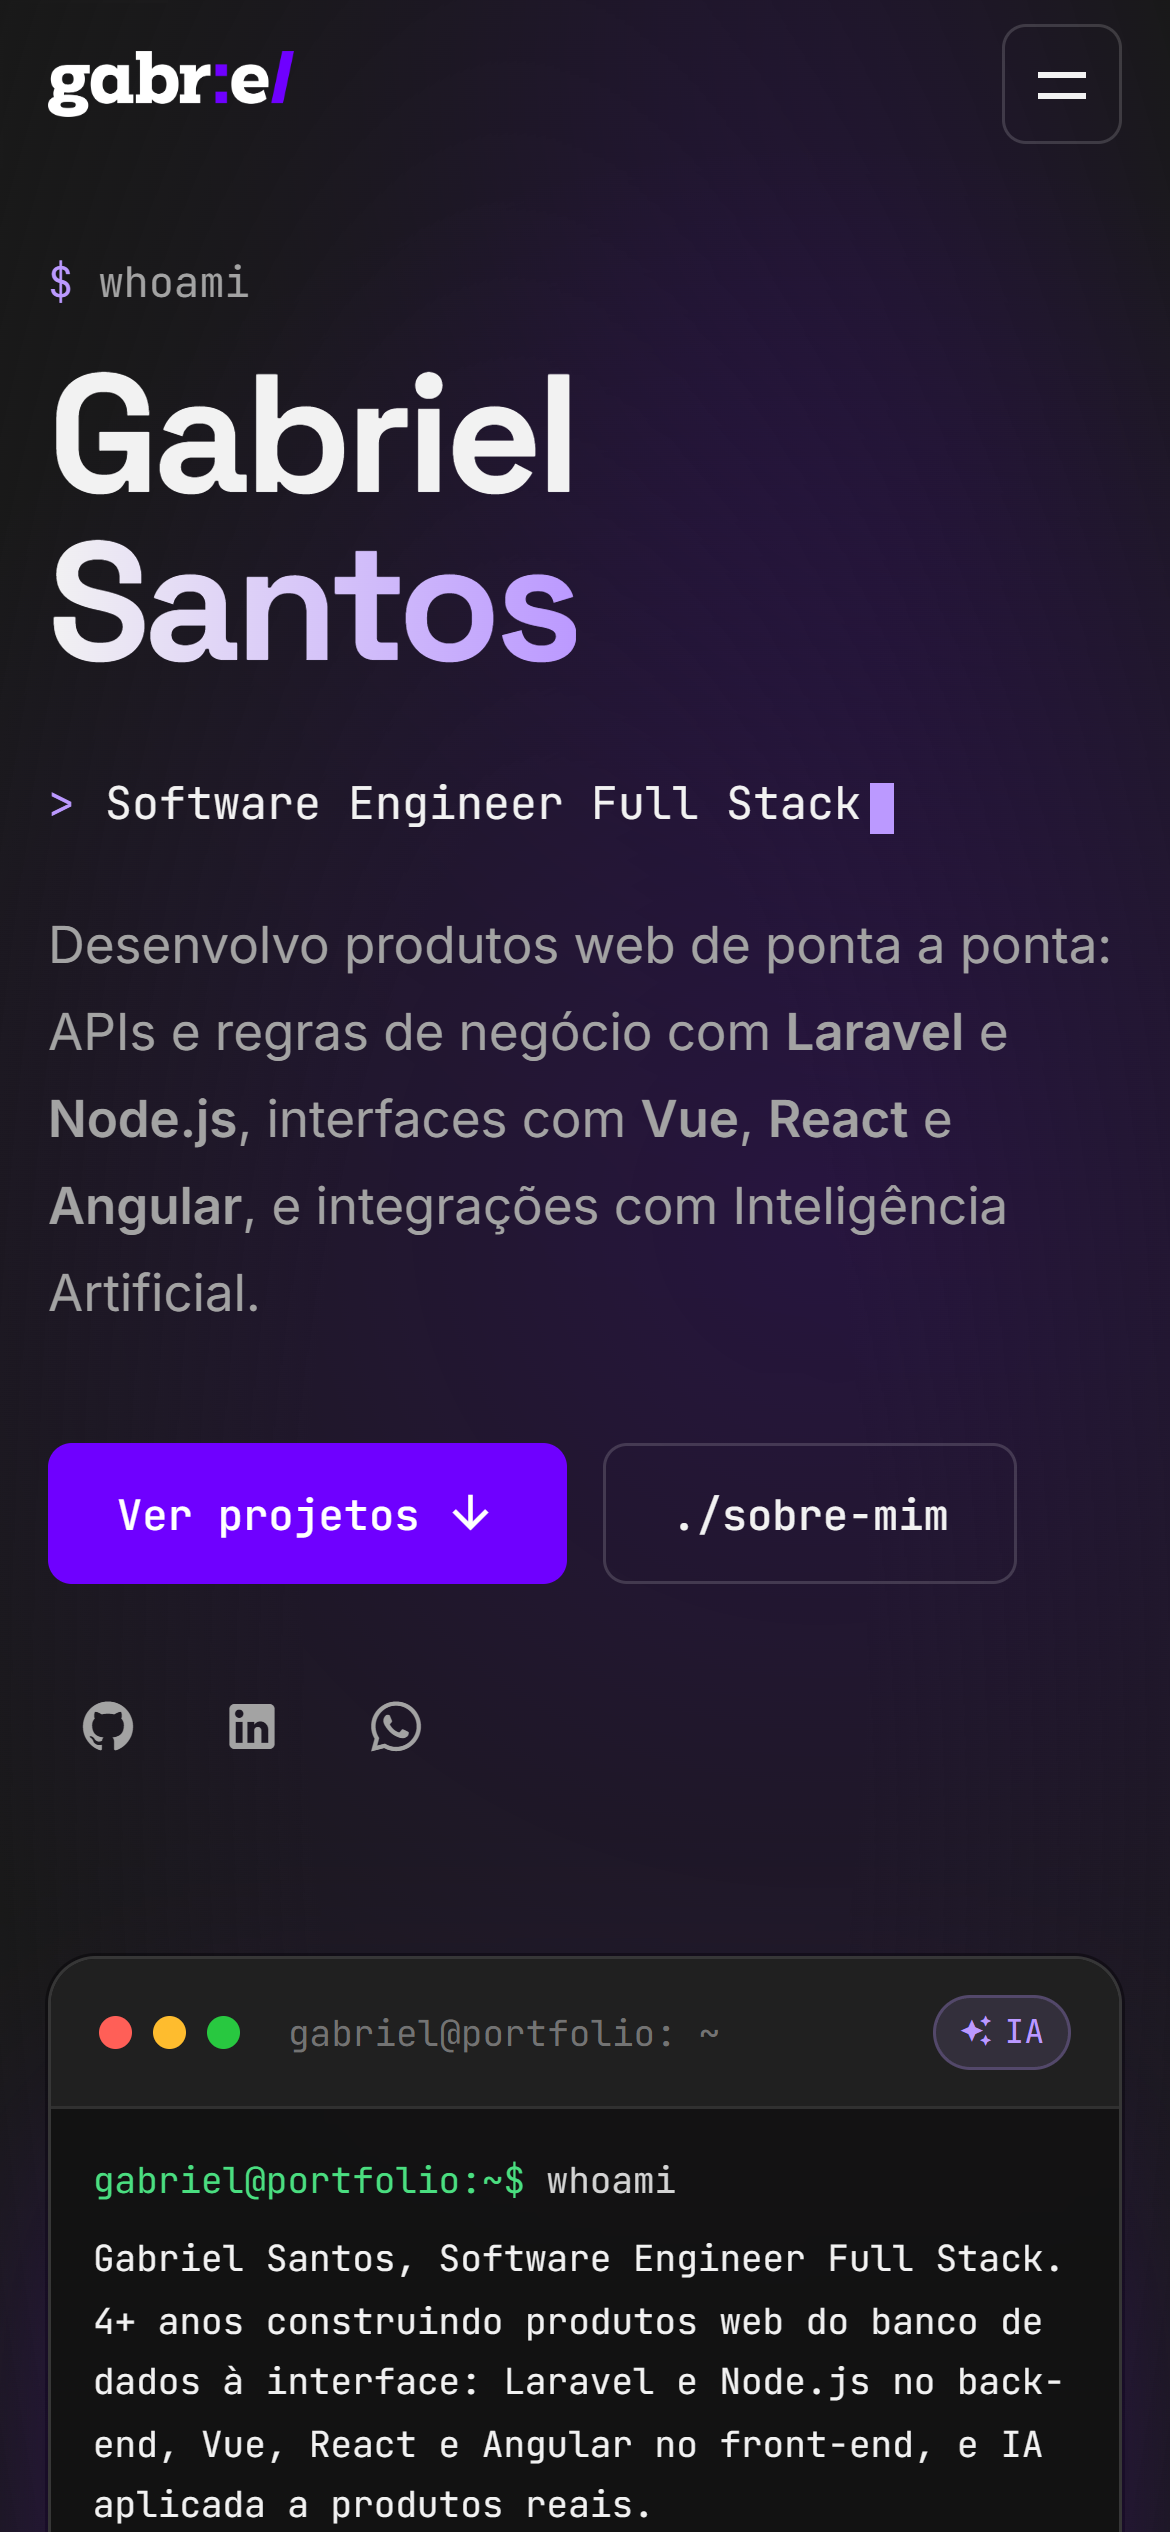 gabr:el
$ whoami
Gabriel
Santos
> Software Engineer Full Stack
Desenvolvo produtos web de ponta a ponta:
APIs e regras de negócio com Laravel e
Node.js, interfaces com Vue, React e
Angular, e integrações com Inteligência
Artificial.
Ver projetos ↓
./sobre-mim
gabriel@portfolio: ~
IA
gabriel@portfolio:~$ whoami
Gabriel Santos, Software Engineer Full Stack.
4+ anos construindo produtos web do banco de
dados à interface: Laravel e Node.js no back-
end, Vue, React e Angular no front-end, e IA
aplicada a produtos reais.